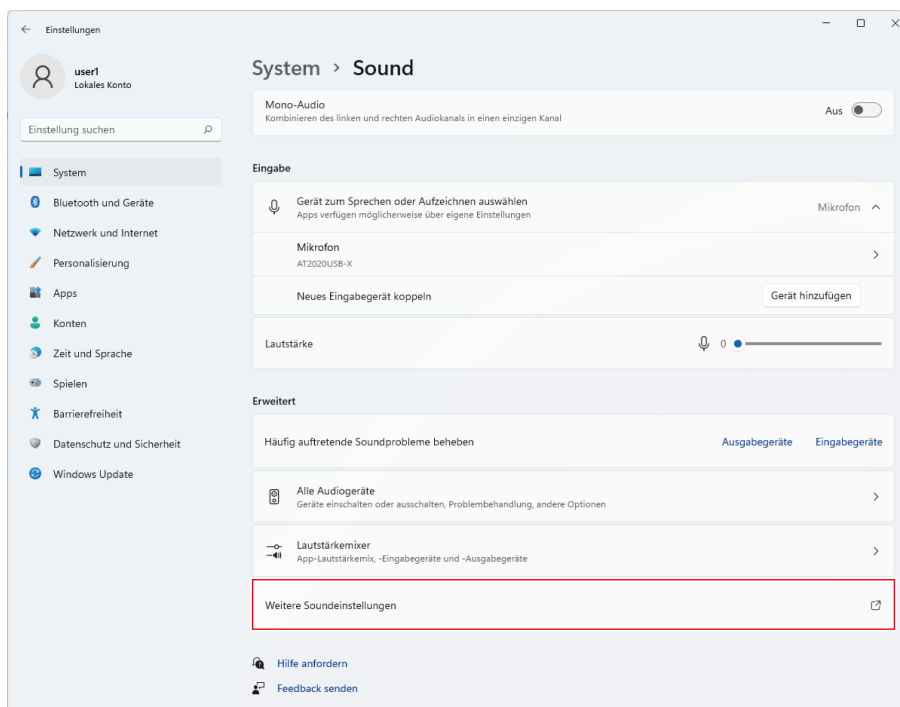 Einstellungen
user1
Lokales Konto
Einstellung suchen
System
Bluetooth und Geräte
Netzwerk und Internet
Personalisierung
Apps
Konten
Zeit und Sprache
Spielen
Barrierefreiheit
Datenschutz und Sicherheit
Windows Update
System > Sound
Mono-Audio
Kombinieren des linken und rechten Audiokanals in einen einzigen Kanal
Aus
Eingabe
Gerät zum Sprechen oder Aufzeichnen auswählen
Apps verfügen möglicherweise über eigene Einstellungen
Mikrofon
Mikrofon
AT2020USB-X
Neues Eingabegerät koppeln
Gerät hinzufügen
Lautstärke
0
Erweitert
Häufig auftretende Soundprobleme beheben
Ausgabegeräte
Eingabegeräte
Alle Audiogeräte
Geräte einschalten oder ausschalten, Problembehandlung, andere Optionen
Lautstärkemixer
App-Lautstärkemix, -Eingabegeräte und -Ausgabegeräte
Weitere Soundeinstellungen
Hilfe anfordern
Feedback senden